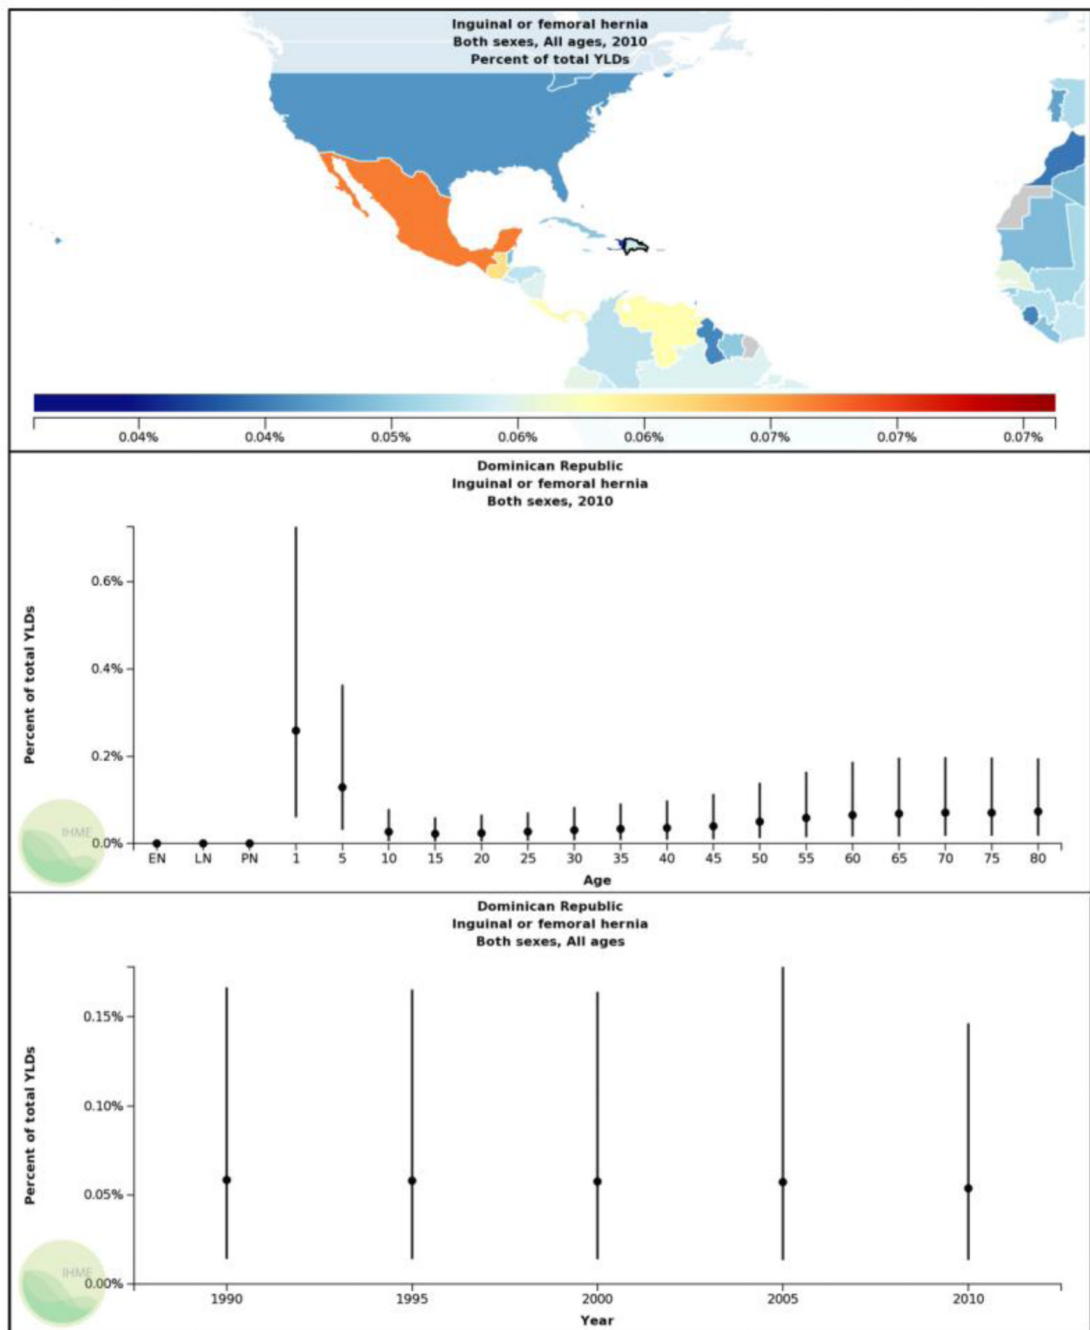 Inguinal or femoral hernia
Both sexes, All ages, 2010
Percent of total YLDs
0.04% 0.04% 0.05% 0.06% 0.06% 0.07% 0.07% 0.07%
Dominican Republic
Inguinal or femoral hernia
Both sexes, 2010
Percent of total YLDs
0.6%
0.4%
0.2%
0.0%
IHME
EN LN PN 1 5 10 15 20 25 30 35 40 45 50 55 60 65 70 75 80
Age
Dominican Republic
Inguinal or femoral hernia
Both sexes, All ages
Percent of total YLDs
0.15%
0.10%
0.05%
0.00%
IHME
1990 1995 2000 2005 2010
Year